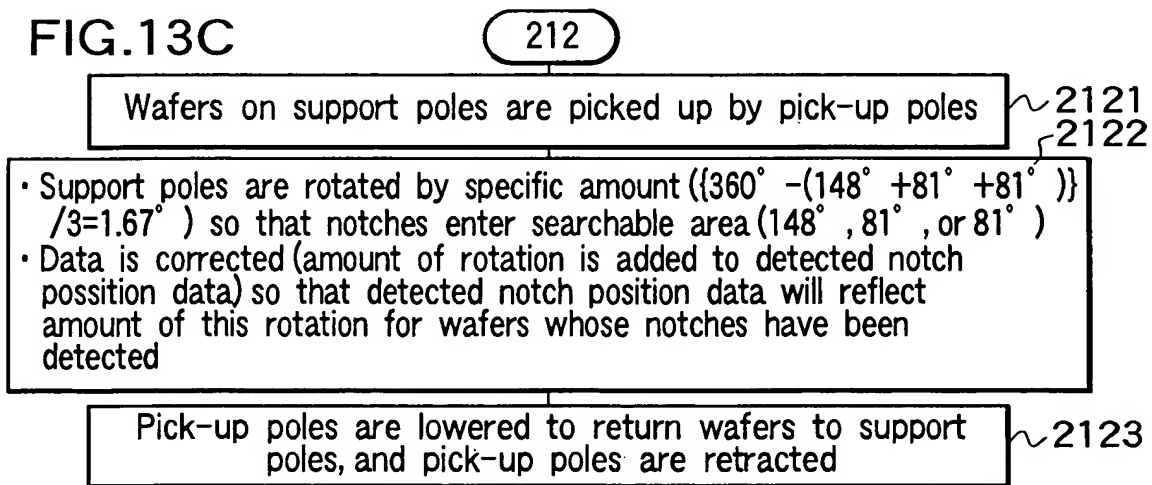 FIG.13C
212
Wafers on support poles are picked up by pick-up poles
2121
2122
· Support poles are rotated by specific amount ({360° -(148° +81° +81° )}
/3=1.67° ) so that notches enter searchable area (148° , 81° , or 81° )
· Data is corrected (amount of rotation is added to detected notch
possition data) so that detected notch position data will reflect
amount of this rotation for wafers whose notches have been
detected
Pick-up poles are lowered to return wafers to support
poles, and pick-up poles are retracted
2123